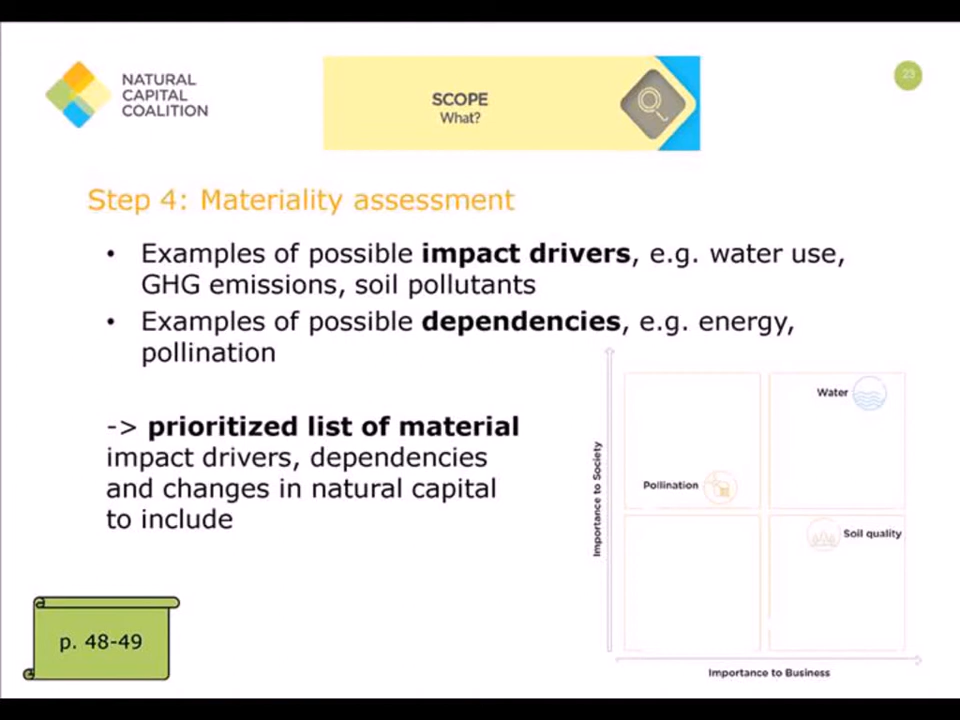 NATURAL
CAPITAL
COALITION
SCOPE
What?
23
Step 4: Materiality assessment
• Examples of possible impact drivers, e.g. water use,
GHG emissions, soil pollutants
• Examples of possible dependencies, e.g. energy,
pollination
-> prioritized list of material
impact drivers, dependencies
and changes in natural capital
to include
p. 48-49
Importance to Society
Water
Pollination
Soil quality
Importance to Business